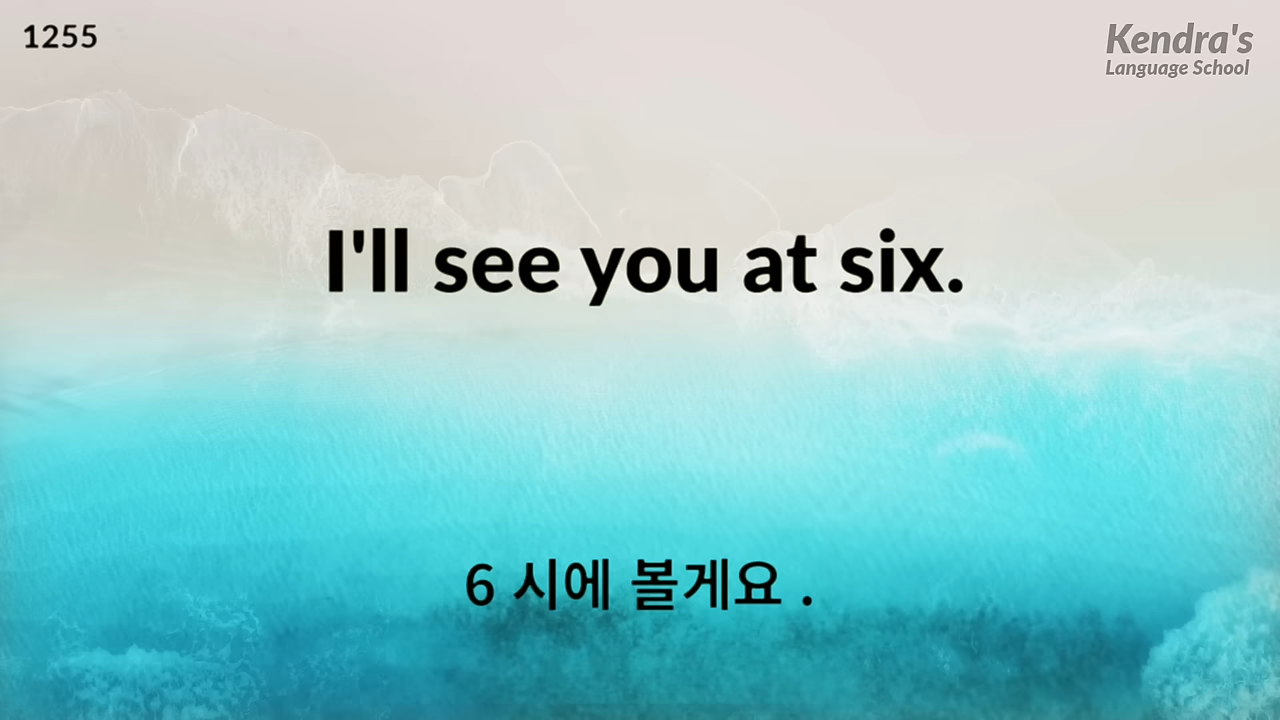 1255
Kendra's
Language School
I'll see you at six.
6 시에 볼게요 .